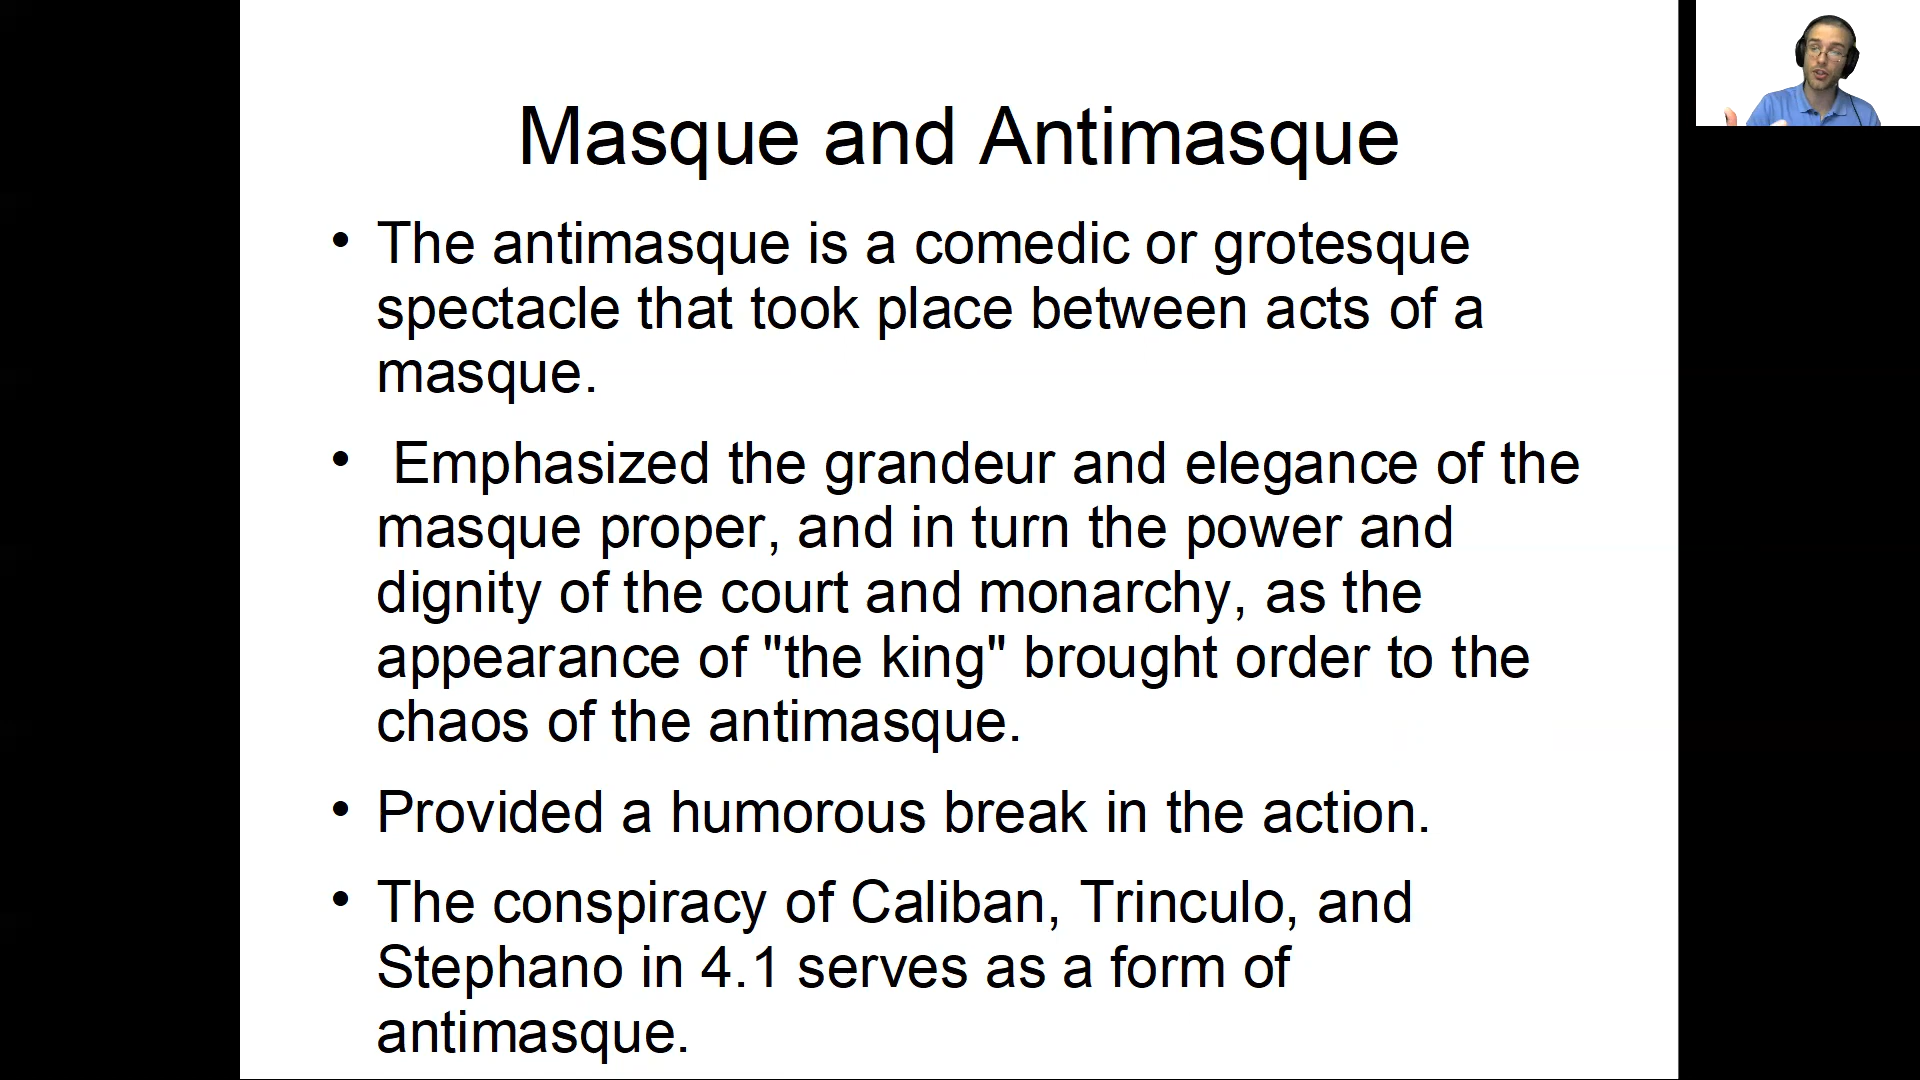 Masque and Antimasque
• The antimasque is a comedic or grotesque
spectacle that took place between acts of a
masque.
• Emphasized the grandeur and elegance of the
masque proper, and in turn the power and
dignity of the court and monarchy, as the
appearance of "the king" brought order to the
chaos of the antimasque.
• Provided a humorous break in the action.
• The conspiracy of Caliban, Trinculo, and
Stephano in 4.1 serves as a form of
antimasque.